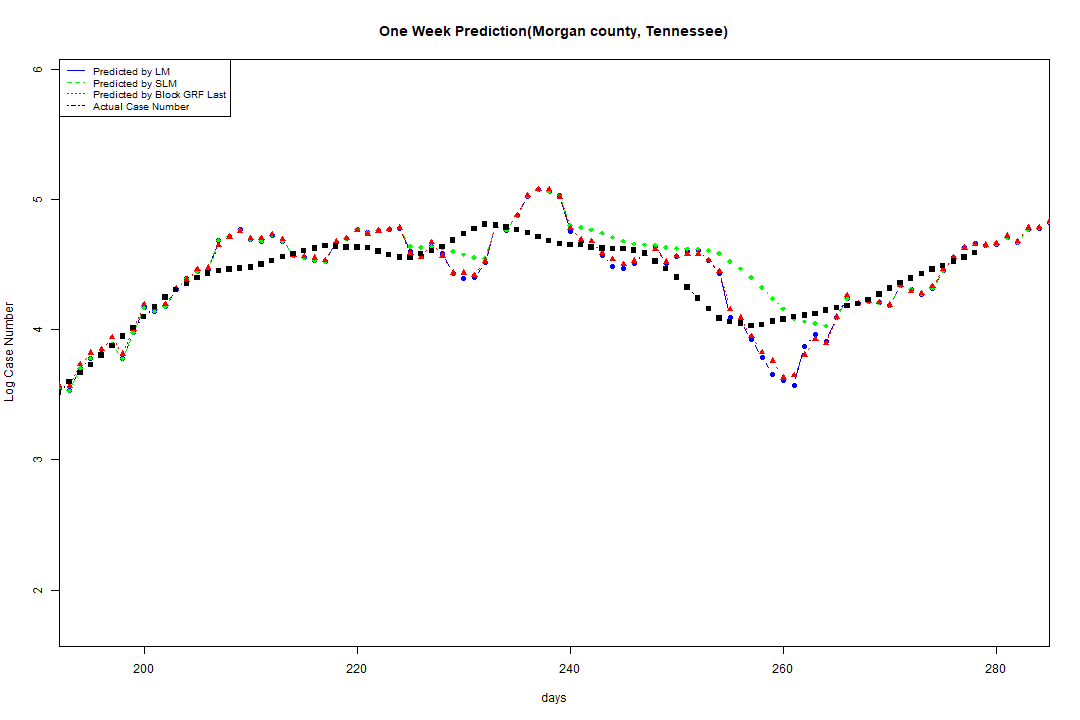 One Week Prediction(Morgan county, Tennessee)
6
Predicted by LM
Predicted by SLM
Predicted by Block GRF Last
Actual Case Number
5
4
3
2
Log Case Number
200 220 240 260 280
days